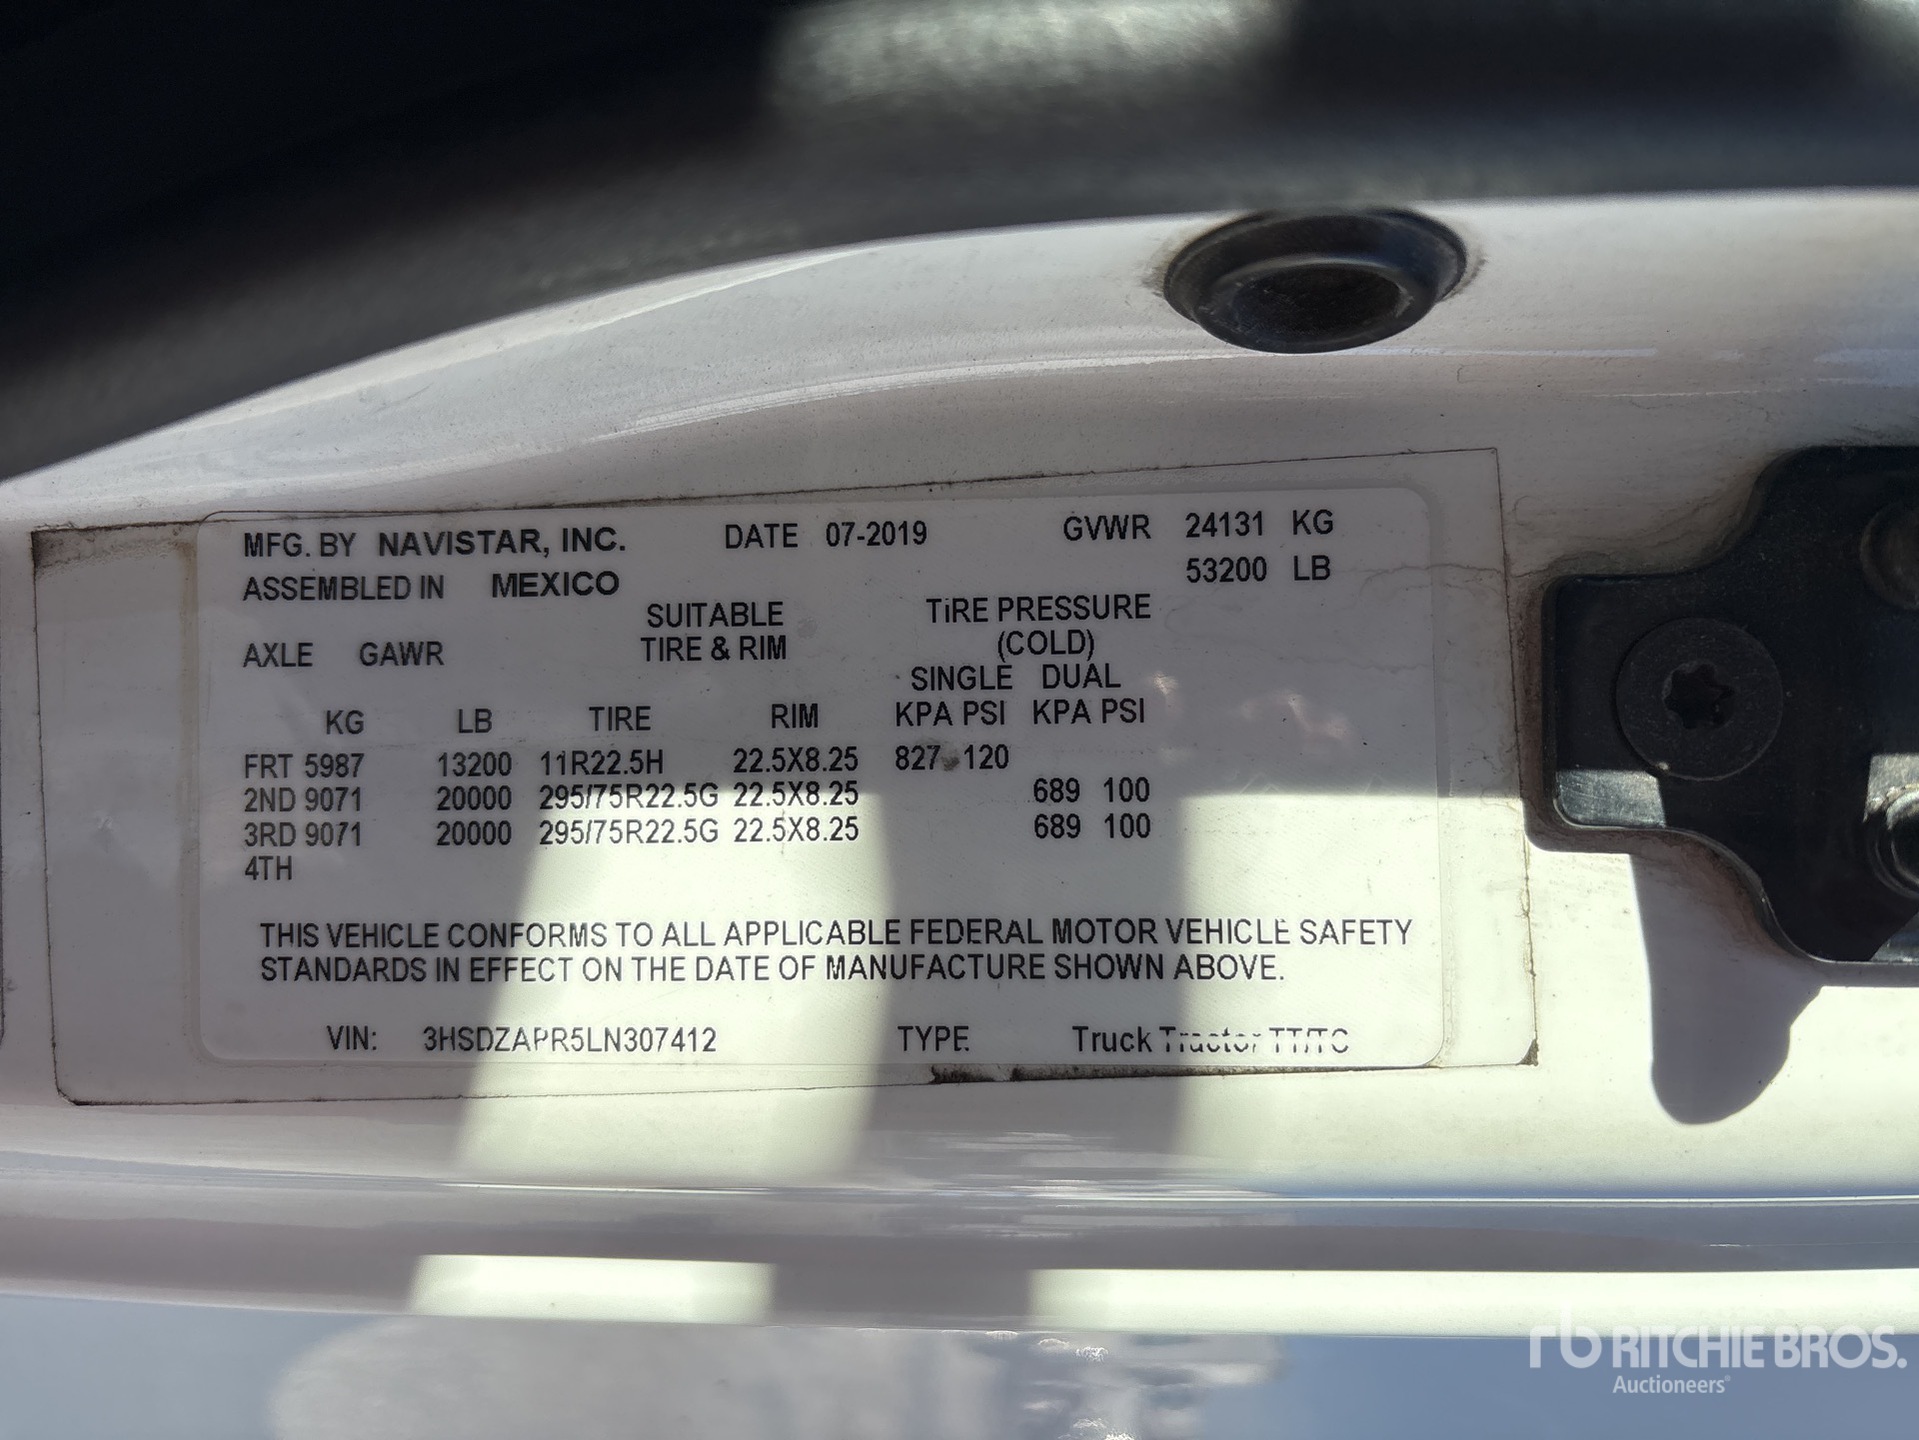 MFG. BY NAVISTAR, INC. DATE 07-2019 GVWR 24131 KG
ASSEMBLED IN MEXICO 53200 LB
SUITABLE TIRE PRESSURE
AXLE GAWR TIRE & RIM (COLD)
SINGLE DUAL
KG LB TIRE RIM KPA PSI KPA PSI
FRT 5987 13200 11R22.5H 22.5X8.25 827 120
2ND 9071 20000 295/75R22.5G 22.5X8.25 689 100
3RD 9071 20000 295/75R22.5G 22.5X8.25 689 100
4TH
THIS VEHICLE CONFORMS TO ALL APPLICABLE FEDERAL MOTOR VEHICLE SAFETY
STANDARDS IN EFFECT ON THE DATE OF MANUFACTURE SHOWN ABOVE.
VIN: 3HSDZAPR5LN307412 TYPE: Truck Tractor TT/TC
rb RITCHIE BROS.
Auctioneers®